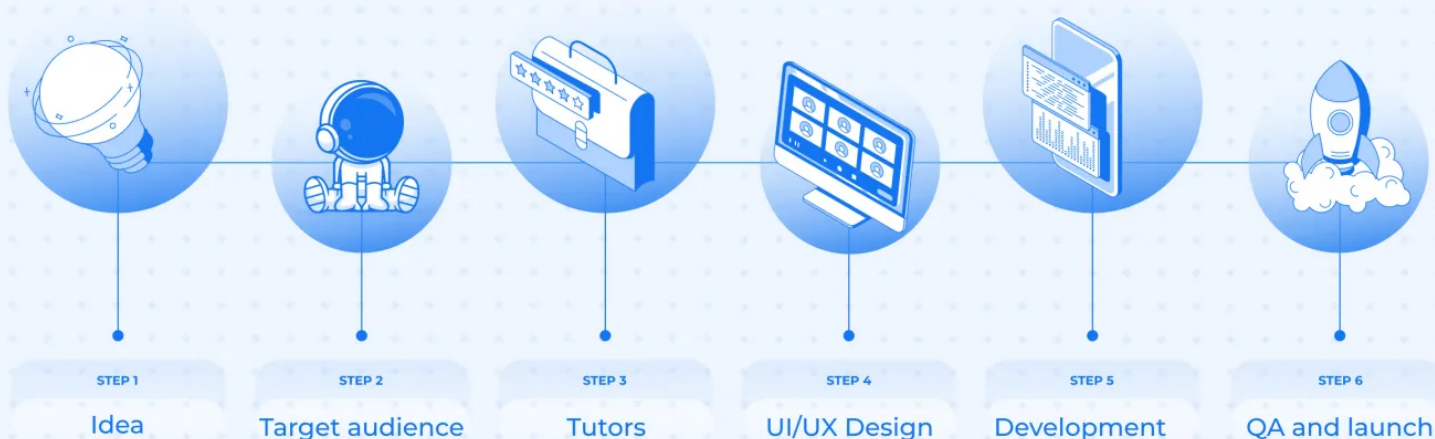 STEP 1
Idea
STEP 2
Target audience
STEP 3
Tutors
STEP 4
UI/UX Design
STEP 5
Development
STEP 6
QA and launch